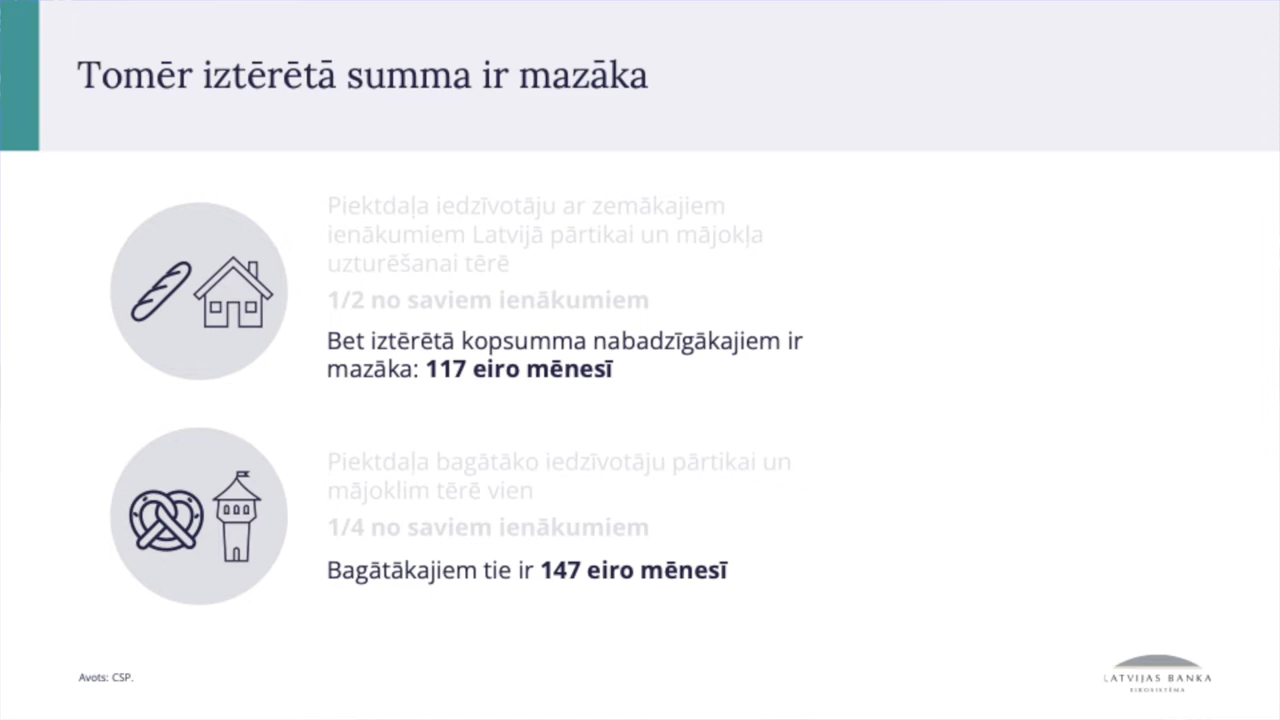 Tomēr iztērētā summa ir mazāka
Piektdaļa iedzīvotāju ar zemākajiem
ienākumiem Latvijā pārtikai un mājokļa
uzturēšanai tērē
1/2 no saviem ienākumiem
Bet iztērētā kopsumma nabadzīgākajiem ir
mazāka: 117 eiro mēnesī
Piektdaļa bagātāko iedzīvotāju pārtikai un
mājoklim tērē vien
1/4 no saviem ienākumiem
Bagātākajiem tie ir 147 eiro mēnesī
Avots: CSP.
LATVIJAS BANKA
EIROSISTĒMA